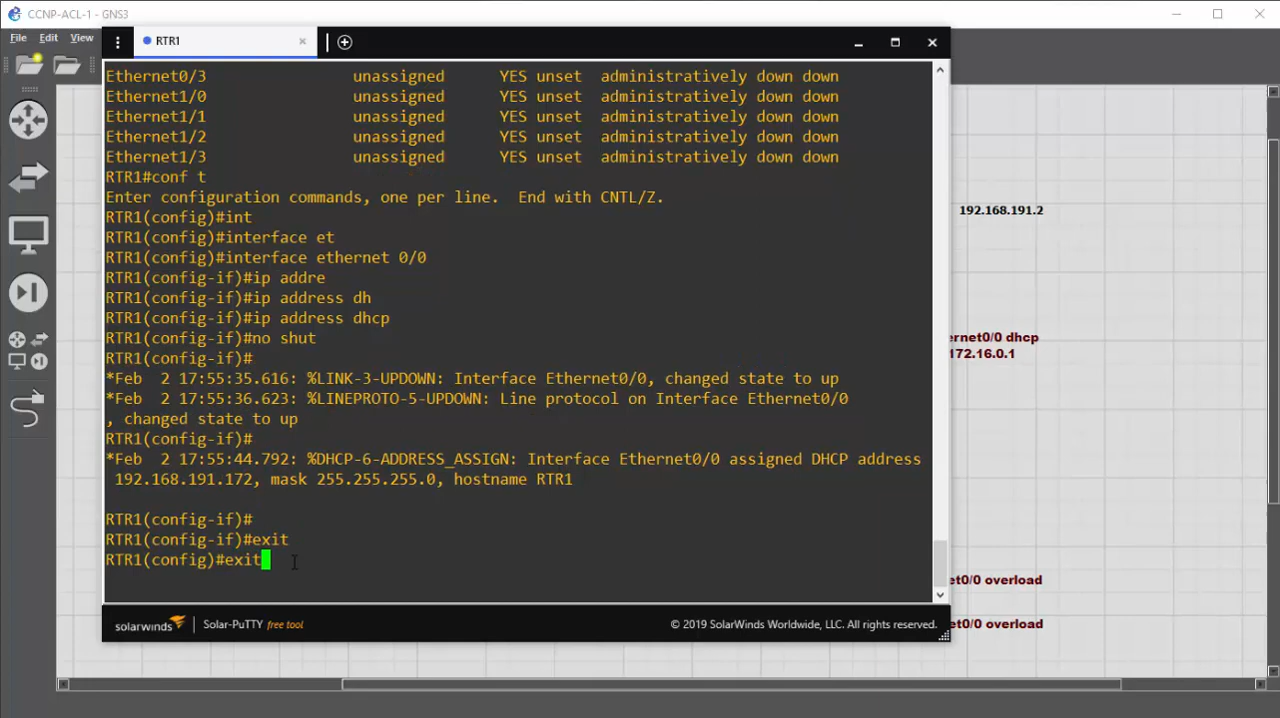 CCNP-ACL-1 - GNS3
File Edit View
RTR1
Ethernet0/3 unassigned YES unset administratively down down
Ethernet1/0 unassigned YES unset administratively down down
Ethernet1/1 unassigned YES unset administratively down down
Ethernet1/2 unassigned YES unset administratively down down
Ethernet1/3 unassigned YES unset administratively down down
RTR1#conf t
Enter configuration commands, one per line. End with CNTL/Z.
RTR1(config)#int
RTR1(config)#interface et
RTR1(config)#interface ethernet 0/0
RTR1(config-if)#ip addre
RTR1(config-if)#ip address dh
RTR1(config-if)#ip address dhcp
RTR1(config-if)#no shut
RTR1(config-if)#
*Feb 2 17:55:35.616: %LINK-3-UPDOWN: Interface Ethernet0/0, changed state to up
*Feb 2 17:55:36.623: %LINEPROTO-5-UPDOWN: Line protocol on Interface Ethernet0/0
, changed state to up
RTR1(config-if)#
*Feb 2 17:55:44.792: %DHCP-6-ADDRESS_ASSIGN: Interface Ethernet0/0 assigned DHCP address
192.168.191.172, mask 255.255.255.0, hostname RTR1
RTR1(config-if)#
RTR1(config-if)#exit
RTR1(config)#exit
solarwinds Solar-PuTTY free tool
© 2019 SolarWinds Worldwide, LLC. All rights reserved.
192.168.191.2
ernet0/0 dhcp
172.16.0.1
et0/0 overload
et0/0 overload